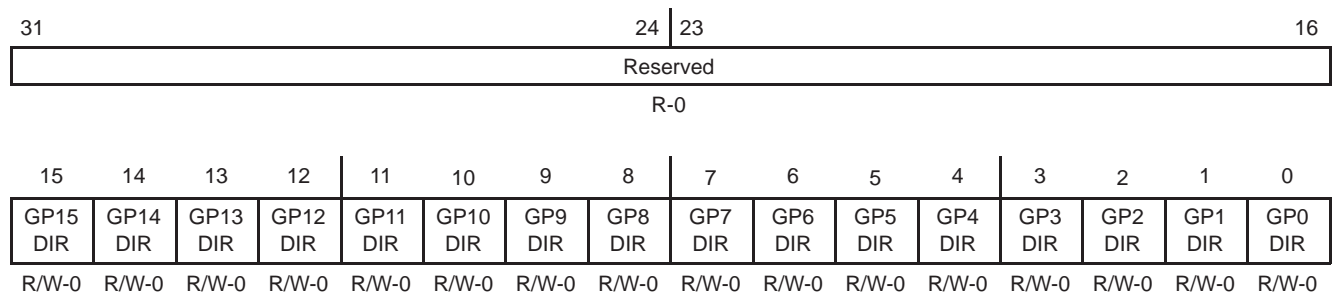 31 24 23 16
Reserved
R-0
15 14 13 12 11 10 9 8 7 6 5 4 3 2 1 0
GP15 GP14 GP13 GP12 GP11 GP10 GP9 GP8 GP7 GP6 GP5 GP4 GP3 GP2 GP1 GP0
DIR DIR DIR DIR DIR DIR DIR DIR DIR DIR DIR DIR DIR DIR DIR DIR
R/W-0 R/W-0 R/W-0 R/W-0 R/W-0 R/W-0 R/W-0 R/W-0 R/W-0 R/W-0 R/W-0 R/W-0 R/W-0 R/W-0 R/W-0 R/W-0